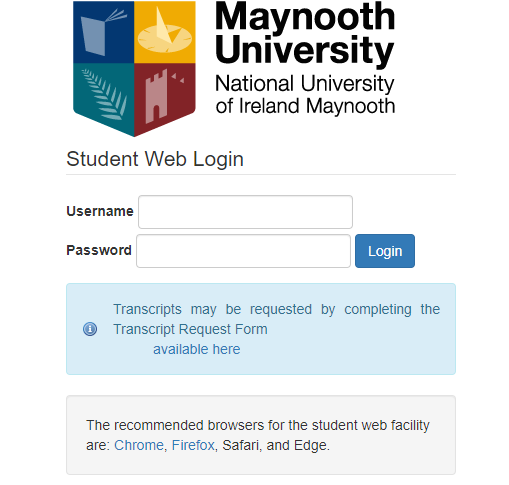 Maynooth
University
National University
of Ireland Maynooth
Student Web Login
Username
Password Login
Transcripts may be requested by completing the
Transcript Request Form
available here
The recommended browsers for the student web facility
are: Chrome, Firefox, Safari, and Edge.